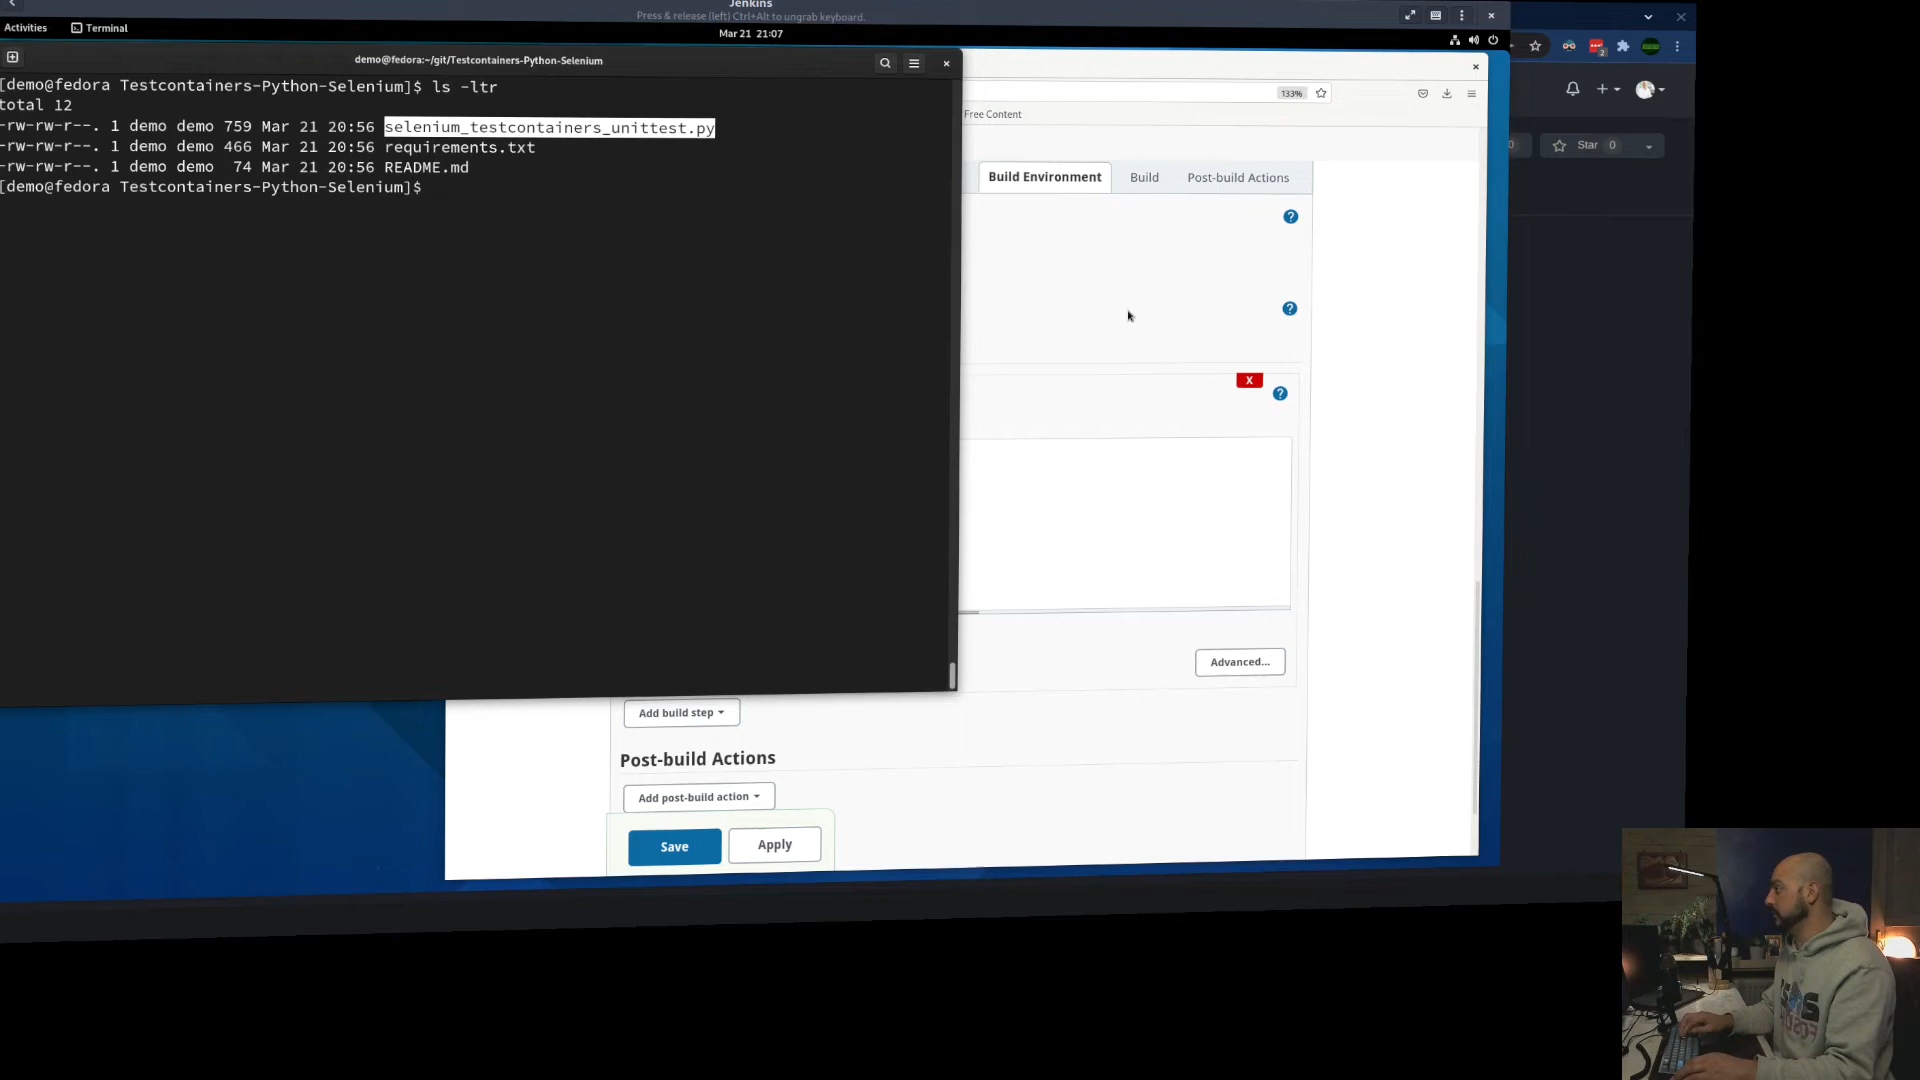 Jenkins
Press & release (left) Ctrl+Alt to ungrab keyboard.
Activities
Terminal
Mar 21 21:07
demo@fedora:~/git/Testcontainers-Python-Selenium
[demo@fedora Testcontainers-Python-Selenium]$ ls -ltr
total 12
-rw-rw-r--. 1 demo demo 759 Mar 21 20:56 selenium_testcontainers_unittest.py
-rw-rw-r--. 1 demo demo 466 Mar 21 20:56 requirements.txt
-rw-rw-r--. 1 demo demo  74 Mar 21 20:56 README.md
[demo@fedora Testcontainers-Python-Selenium]$
133%
Free Content
Build Environment
Build
Post-build Actions
?
?
X
?
Advanced...
Add build step
Post-build Actions
Add post-build action
Save
Apply
2
0
Star 0